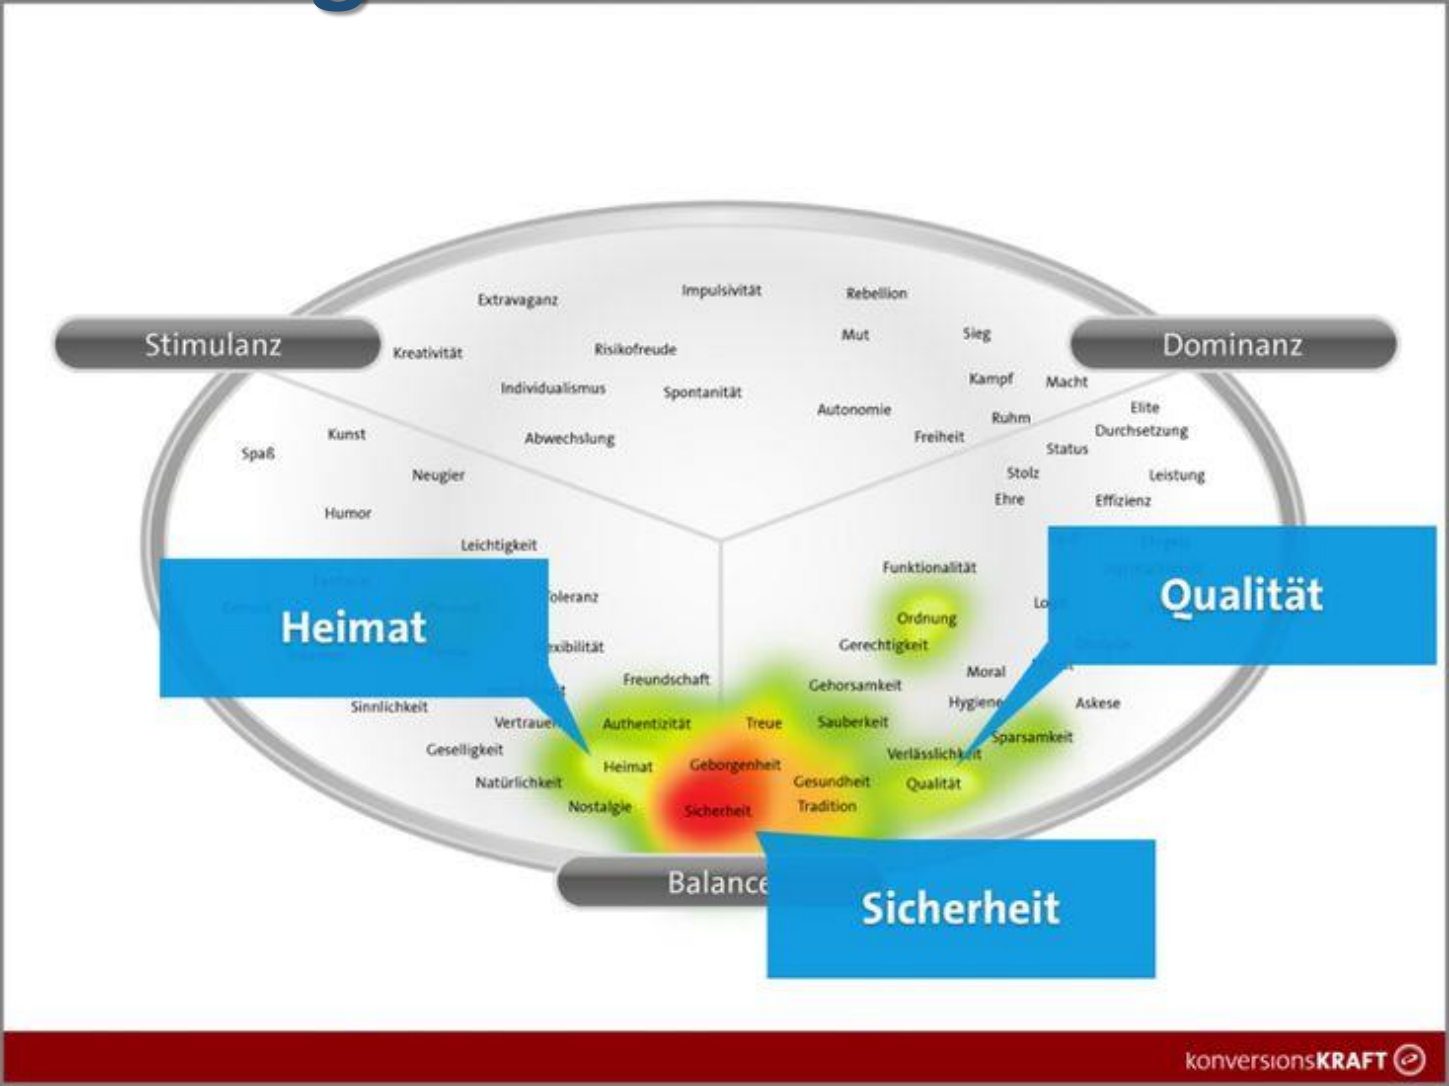 Impulsivität
Rebellion
Extravaganz
Mut
Sieg
Stimulanz
Dominanz
Kreativität
Risikofreude
Kampf
Macht
Individualismus
Spontanität
Autonomie
Elite
Ruhm
Durchsetzung
Kunst
Abwechslung
Freiheit
Status
Spaß
Neugier
Stolz
Leistung
Ehre
Effizienz
Humor
Leichtigkeit
Funktionalität
Heimat
Qualität
Ordnung
Gerechtigkeit
Moral
Freundschaft
Gehorsamkeit
Sinnlichkeit
Hygiene
Askese
Authentizität
Treue
Sauberkeit
Sparsamkeit
Geselligkeit
Verlässlichkeit
Heimat
Geborgenheit
Natürlichkeit
Gesundheit
Qualität
Nostalgie
Sicherheit
Tradition
Balance
Sicherheit
konversionsKRAFT